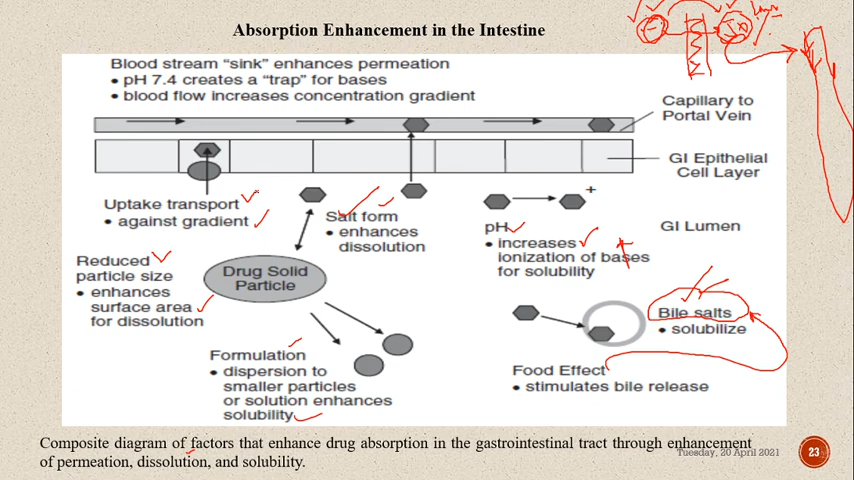 Absorption Enhancement in the Intestine
Blood stream “sink” enhances permeation
• pH 7.4 creates a “trap” for bases
• blood flow increases concentration gradient
Capillary to
Portal Vein
GI Epithelial
Cell Layer
GI Lumen
Uptake transport
• against gradient
Salt form
• enhances
dissolution
+
pH
• increases
ionization of bases
for solubility
Reduced
particle size
• enhances
surface area
for dissolution
Drug Solid
Particle
Formulation
• dispersion to
smaller particles
or solution enhances
solubility
Bile salts
• solubilize
Food Effect
• stimulates bile release
Composite diagram of factors that enhance drug absorption in the gastrointestinal tract through enhancement
of permeation, dissolution, and solubility.
Tuesday, 20 April 2021
23